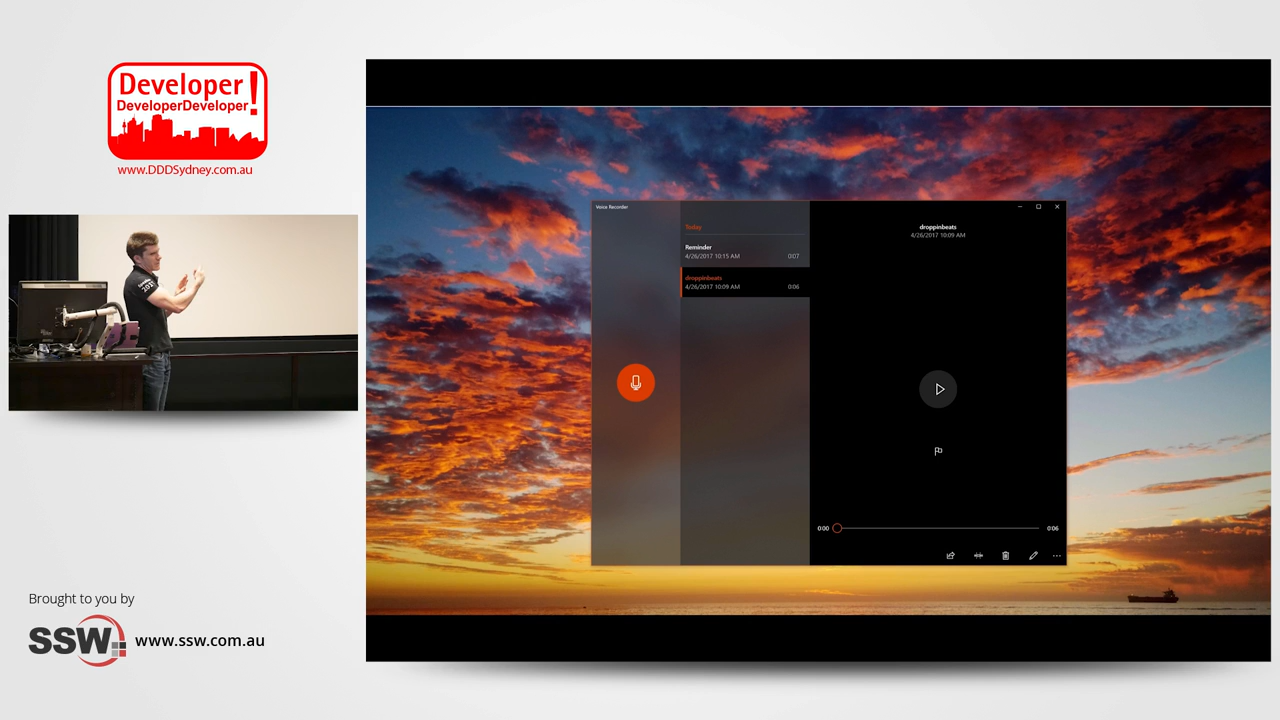 Developer!
DeveloperDeveloper
www.DDDSydney.com.au
Brought to you by
SSW
www.ssw.com.au
Voice Recorder
Today
Reminder
4/26/2017 10:15 AM 0:07
droppinbeats
4/26/2017 10:09 AM 0:06
droppinbeats
4/26/2017 10:09 AM
0:00 0:06